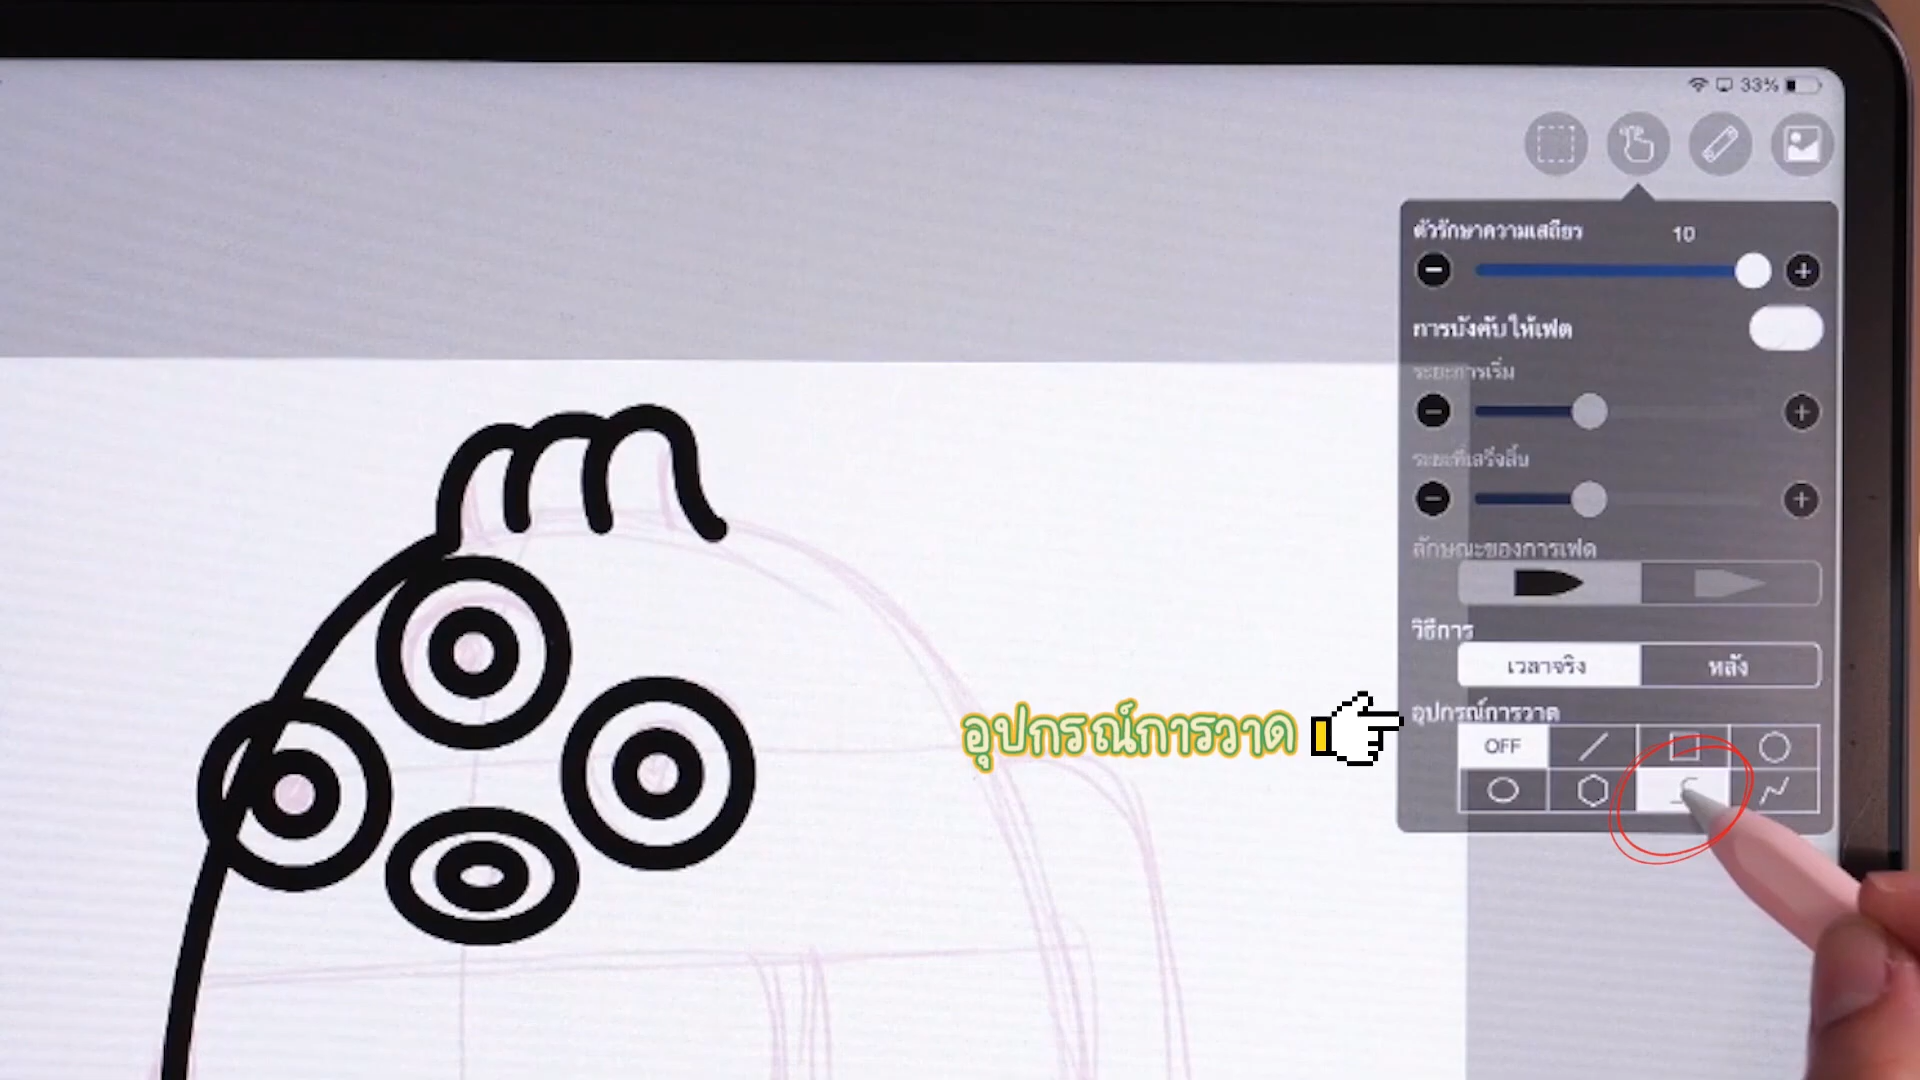 33%
ตัวรักษาความเสถียร 10
การบังคับให้เฟด
ระยะการเริ่ม
ระยะที่เสร็จสิ้น
ลักษณะของการเฟด
วิธีการ
เวลาจริง หลัง
อุปกรณ์การวาด
อุปกรณ์การวาด
OFF